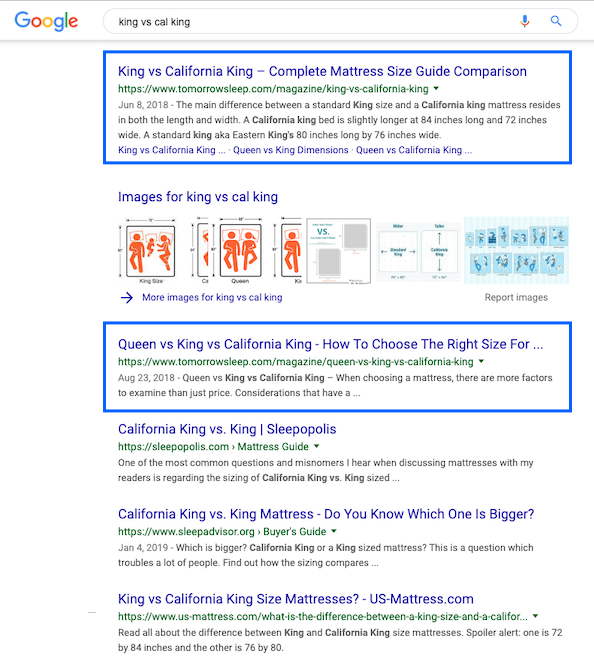 Google
king vs cal king
King vs California King – Complete Mattress Size Guide Comparison
https://www.tomorrowsleep.com/magazine/king-vs-california-king
Jun 8, 2018 - The main difference between a standard King size and a California king mattress resides
in both the length and width. A California king bed is slightly longer at 84 inches long and 72 inches
wide. A standard king aka Eastern King's 80 inches long by 76 inches wide.
King vs California King ... · Queen vs King Dimensions · Queen vs California King ...
Images for king vs cal king
King Size
Queen
VS.
Wider
Taller
Standard King
California King
More images for king vs cal king
Report images
Queen vs King vs California King - How To Choose The Right Size For ...
https://www.tomorrowsleep.com/magazine/queen-vs-king-vs-california-king
Aug 23, 2018 - Queen vs King vs California King – When choosing a mattress, there are more factors
to examine than just price. Considerations that have a ...
California King vs. King | Sleepopolis
https://sleepopolis.com › Mattress Guide
One of the most common questions and misnomers I hear when discussing mattresses with my
readers is regarding the sizing of California King vs. King sized ...
California King vs. King Mattress - Do You Know Which One Is Bigger?
https://www.sleepadvisor.org › Buyer's Guide
Jan 4, 2019 - Which is bigger? California King or a King sized mattress? This is a question which
troubles a lot of people. Find out how the sizing compares ...
King vs California King Size Mattresses? - US-Mattress.com
https://www.us-mattress.com/what-is-the-difference-between-a-king-size-and-a-califor...
Read all about the difference between King and California King size mattresses. Spoiler alert: one is 72
by 84 inches and the other is 76 by 80.